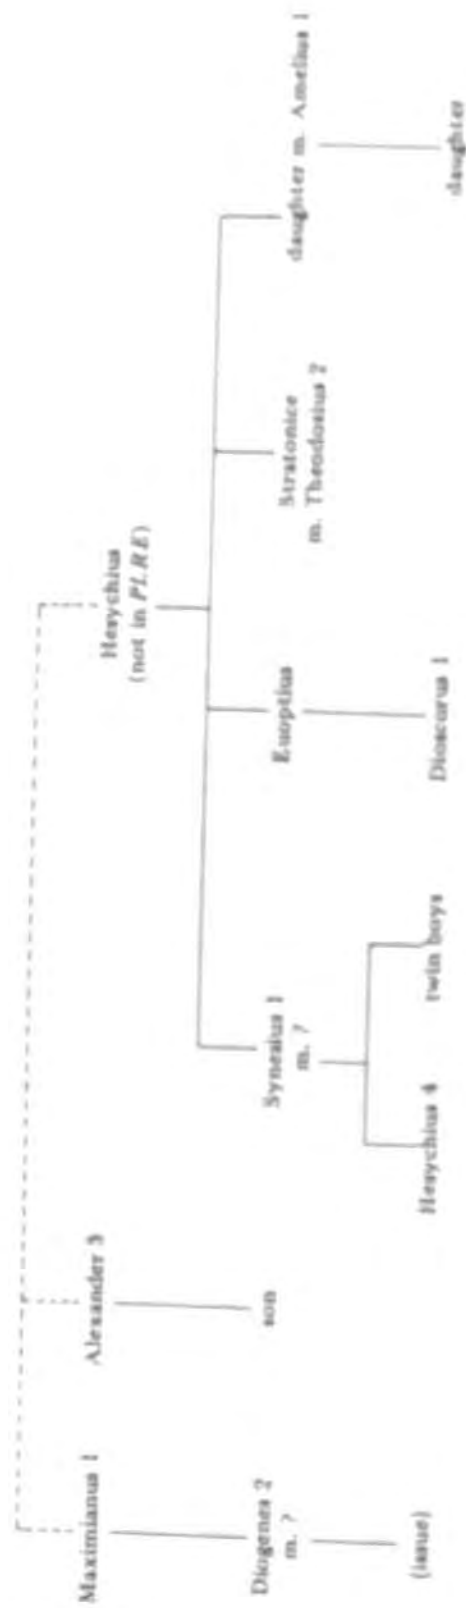 Hesychius
(not in PLRE)
Maximianus 1
Alexander 3
Diogenes 2
m. ?
son
Synesius 1
m. ?
Euoptius
Stratonice
m. Theodosius 2
daughter m. Amelius 1
(issue)
Hesychius 4
twin boys
Dioscurus 1
daughter